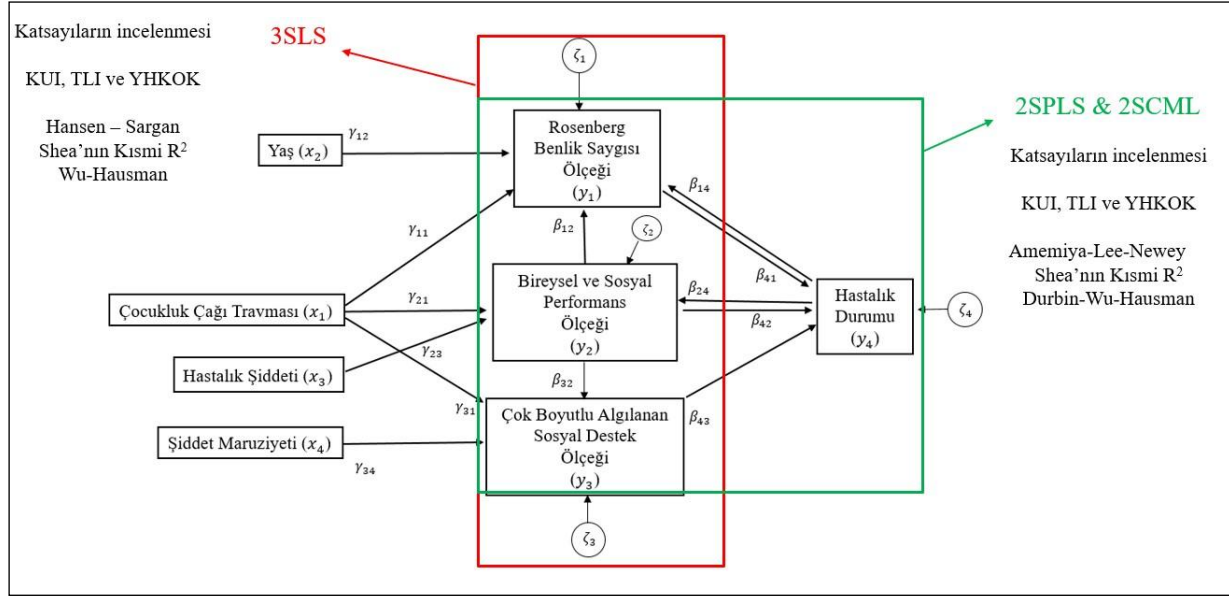 Katsayıların incelenmesi
KUI, TLI ve YHKOK
Hansen – Sargan
Shea'nın Kısmi R²
Wu-Hausman
3SLS
ζ₁
Rosenberg
Benlik Saygısı
Ölçeği
(y₁)
Yaş (x₂)
γ₁₂
γ₁₁
β₁₂
ζ₂
β₁₄
β₄₁
Çocukluk Çağı Travması (x₁)
γ₂₁
Bireysel ve Sosyal
Performans
Ölçeği
(y₂)
β₂₄
β₄₂
Hastalık
Durumu
(y₄)
ζ₄
Hastalık Şiddeti (x₃)
γ₂₃
β₃₂
γ₃₁
β₄₃
Şiddet Maruziyeti (x₄)
γ₃₄
Çok Boyutlu Algılanan
Sosyal Destek
Ölçeği
(y₃)
ζ₃
2SPLS & 2SCML
Katsayıların incelenmesi
KUI, TLI ve YHKOK
Amemiya-Lee-Newey
Shea'nın Kısmi R²
Durbin-Wu-Hausman